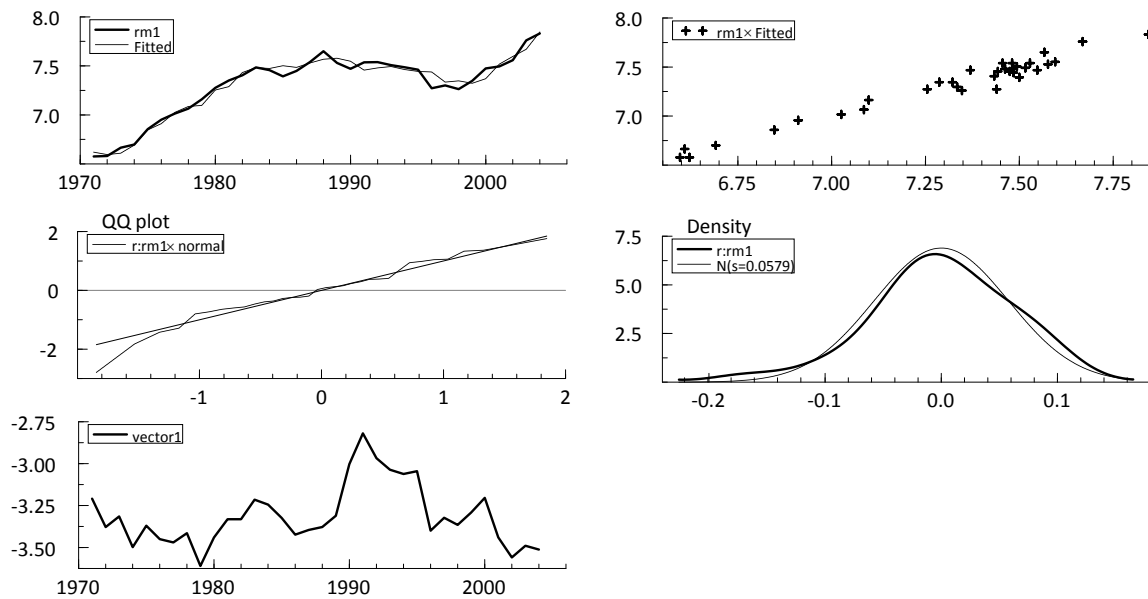 8.0
rm1
Fitted
7.5
7.0
1970 1980 1990 2000
8.0
rm1× Fitted
7.5
7.0
6.75 7.00 7.25 7.50 7.75
QQ plot
2
r:rm1× normal
0
-2
-1 0 1 2
Density
7.5
r:rm1
N(s=0.0579)
5.0
2.5
-0.2 -0.1 0.0 0.1
-2.75
vector1
-3.00
-3.25
-3.50
1970 1980 1990 2000